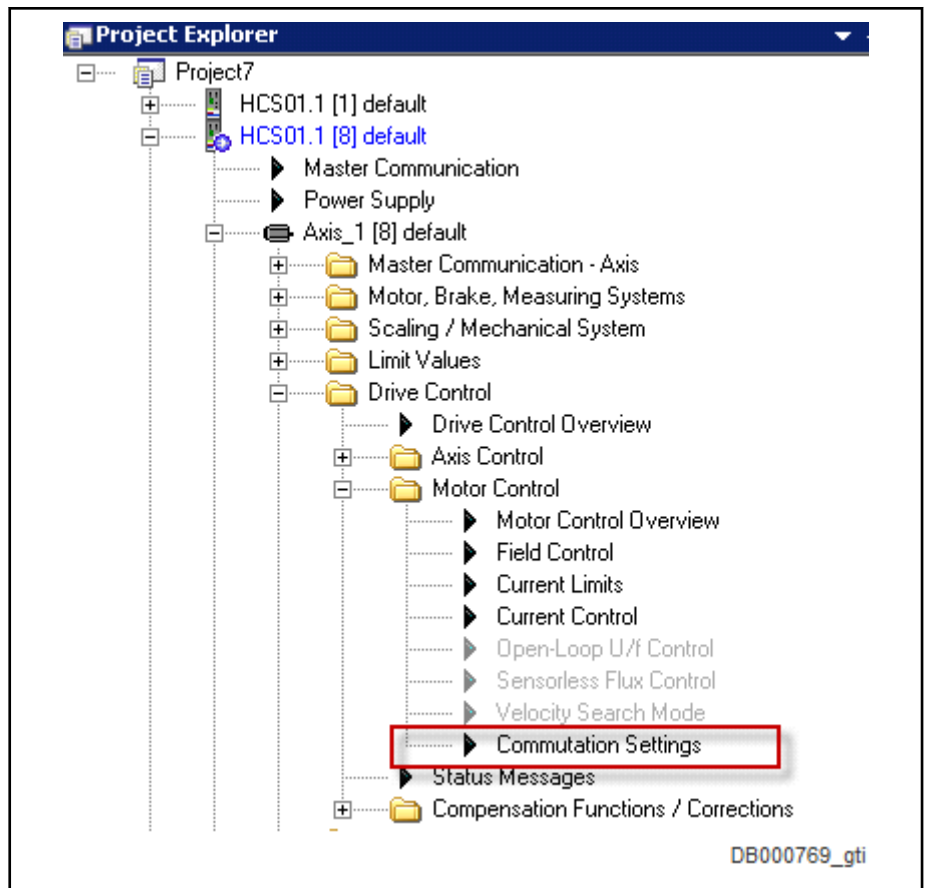 Project Explorer
Project7
HCS01.1 [1] default
HCS01.1 [8] default
Master Communication
Power Supply
Axis_1 [8] default
Master Communication - Axis
Motor, Brake, Measuring Systems
Scaling / Mechanical System
Limit Values
Drive Control
Drive Control Overview
Axis Control
Motor Control
Motor Control Overview
Field Control
Current Limits
Current Control
Open-Loop U/f Control
Sensorless Flux Control
Velocity Search Mode
Commutation Settings
Status Messages
Compensation Functions / Corrections
DB000769_gti